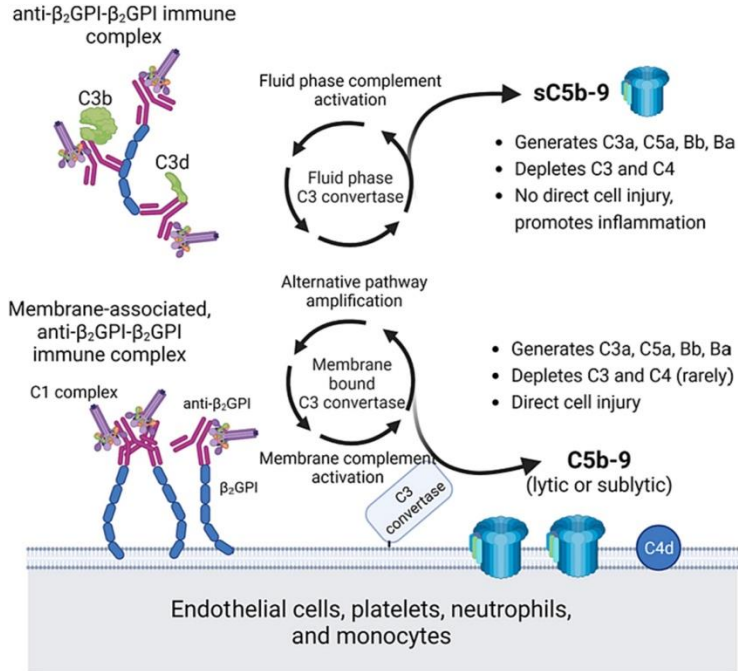 anti-β₂GPI-β₂GPI immune
complex
C3b
C3d
Fluid phase complement
activation
Fluid phase
C3 convertase
sC5b-9
• Generates C3a, C5a, Bb, Ba
• Depletes C3 and C4
• No direct cell injury,
promotes inflammation
Membrane-associated,
anti-β₂GPI-β₂GPI
immune complex
C1 complex
anti-β₂GPI
β₂GPI
Alternative pathway
amplification
Membrane
bound
C3 convertase
Membrane complement
activation
C3
convertase
• Generates C3a, C5a, Bb, Ba
• Depletes C3 and C4 (rarely)
• Direct cell injury
C5b-9
(lytic or sublytic)
C4d
Endothelial cells, platelets, neutrophils,
and monocytes